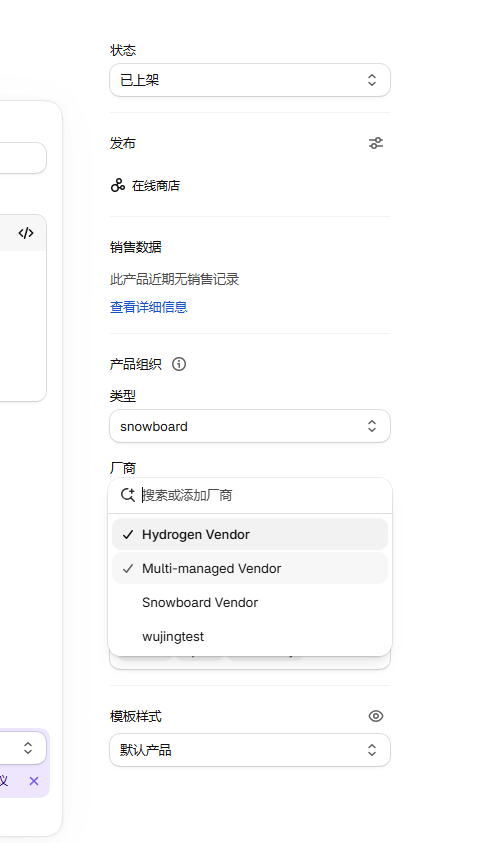 状态
已上架
发布
在线商店
销售数据
此产品近期无销售记录
查看详细信息
产品组织
类型
snowboard
厂商
搜索或添加厂商
Hydrogen Vendor
Multi-managed Vendor
Snowboard Vendor
wujingtest
模板样式
默认产品
议